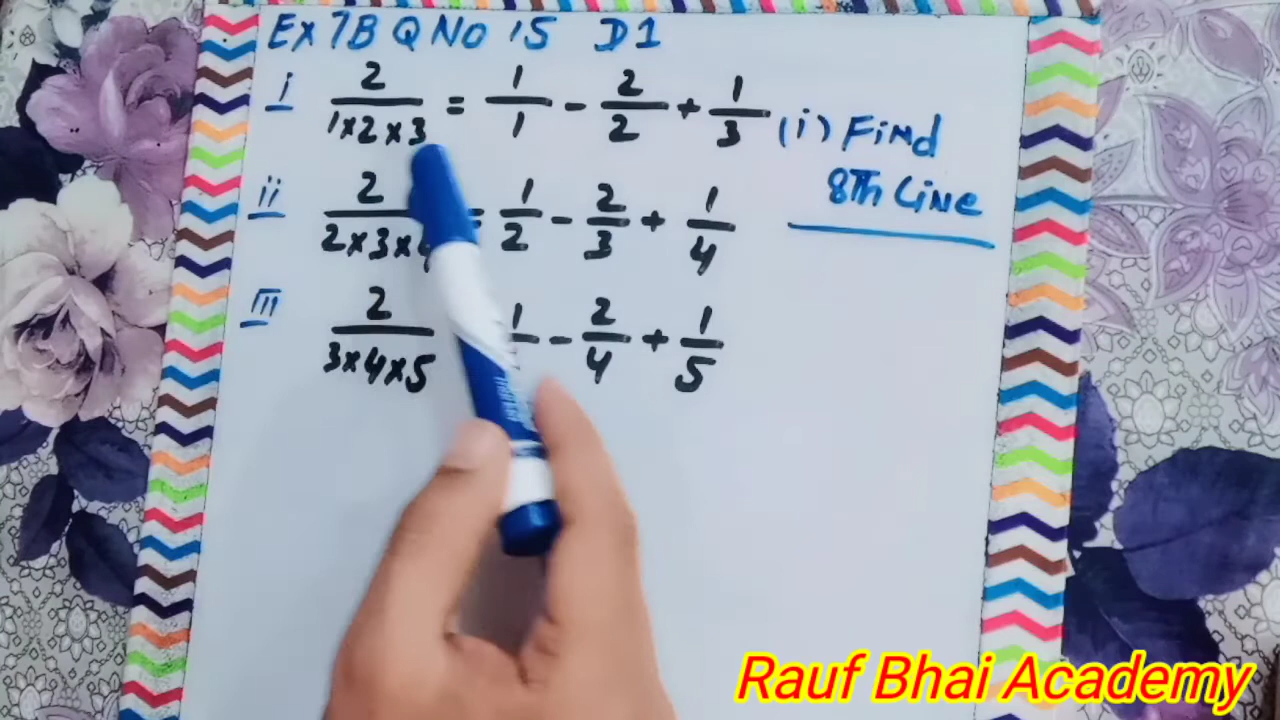 Ex 7B Q No 15 D1
i 2/(1×2×3) = 1/1 - 2/2 + 1/3 (i) Find
8Th Line
ii 2/(2×3×4 = 1/2 - 2/3 + 1/4
iii 2/(3×4×5) 1/ - 2/4 + 1/5
Rauf Bhai Academy